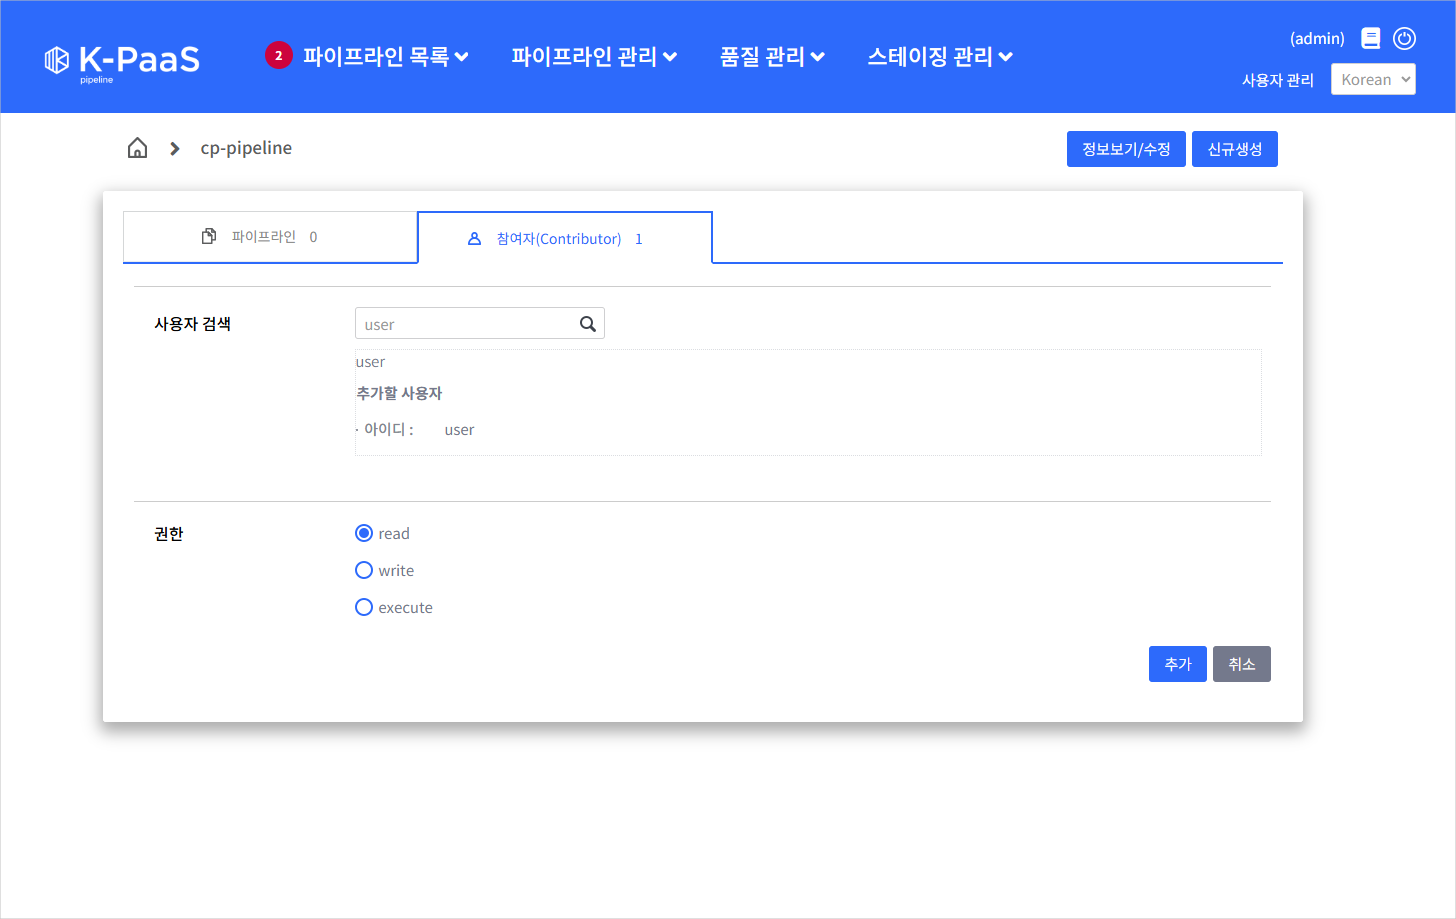 K-PaaS
pipeline
2 파이프라인 목록
파이프라인 관리
품질 관리
스테이징 관리
(admin)
사용자 관리
Korean
cp-pipeline
정보보기/수정
신규생성
파이프라인 0
참여자(Contributor) 1
사용자 검색
user
user
추가할 사용자
· 아이디 : user
권한
read
write
execute
추가
취소